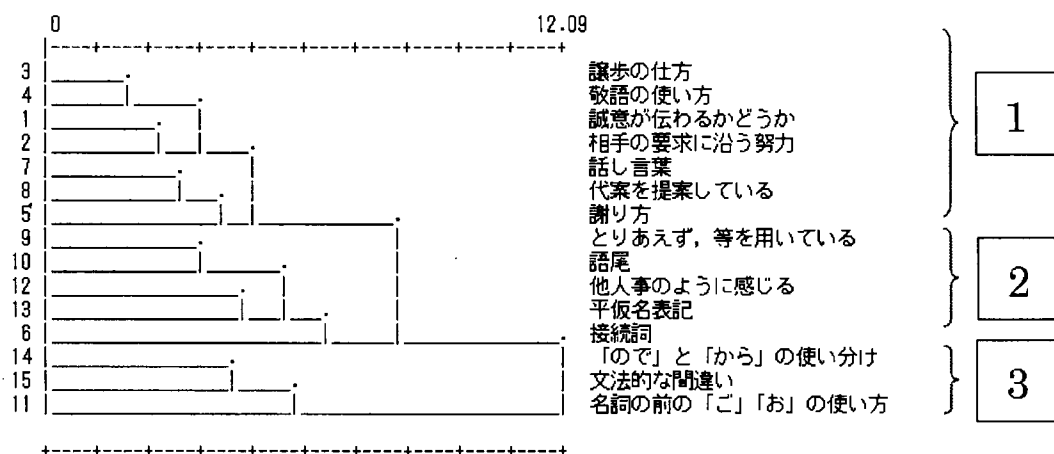 0 12.09
3 譲歩の仕方
4 敬語の使い方
1 誠意が伝わるかどうか
2 相手の要求に沿う努力
7 話し言葉
8 代案を提案している
5 謝り方
9 とりあえず，等を用いている
10 語尾
12 他人事のように感じる
13 平仮名表記
6 接続詞
14 「ので」と「から」の使い分け
15 文法的な間違い
11 名詞の前の「ご」「お」の使い方
1
2
3